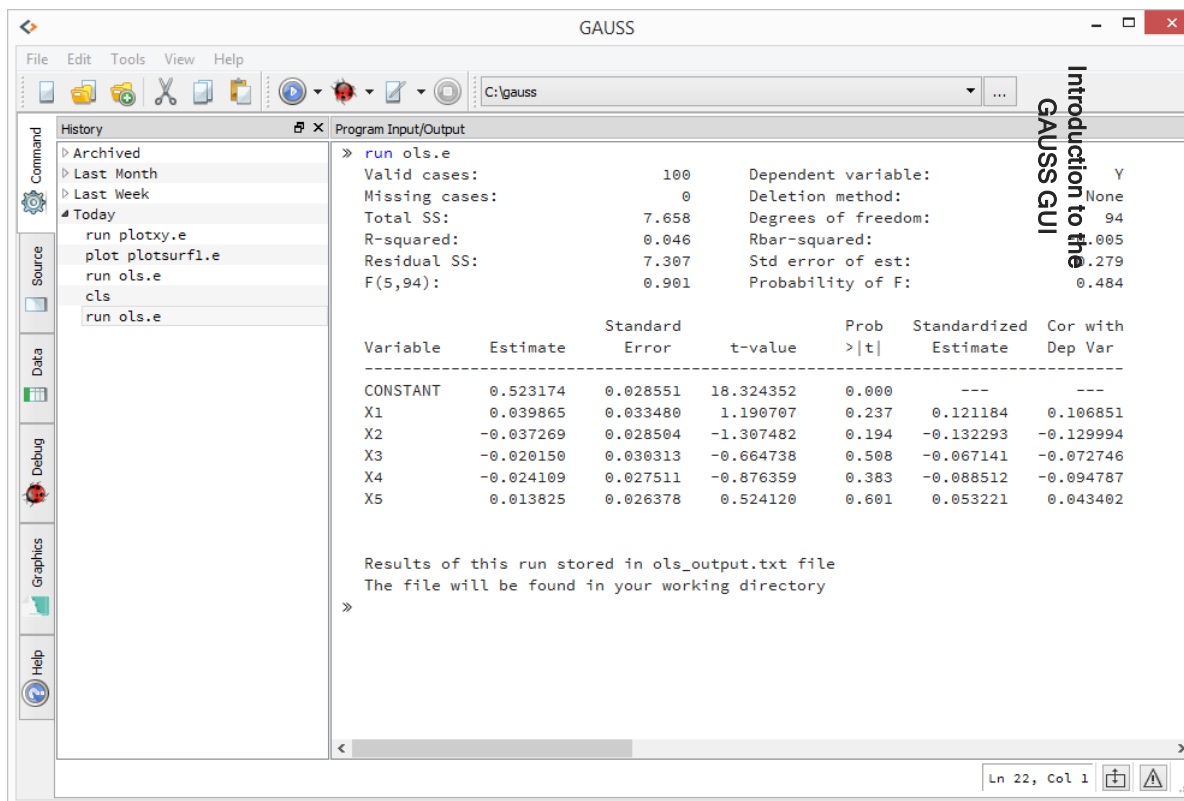 GAUSS
File Edit Tools View Help
C:\gauss
...
Introduction to the
GAUSS GUI
Command
Source
Data
Debug
Graphics
Help
History
Archived
Last Month
Last Week
Today
run plotxy.e
plot plotsurf1.e
run ols.e
cls
run ols.e
Program Input/Output
» run ols.e
Valid cases: 100 Dependent variable: Y
Missing cases: 0 Deletion method: None
Total SS: 7.658 Degrees of freedom: 94
R-squared: 0.046 Rbar-squared: .005
Residual SS: 7.307 Std error of est: 0.279
F(5,94): 0.901 Probability of F: 0.484
Standard Prob Standardized Cor with
Variable Estimate Error t-value >|t| Estimate Dep Var
--------------------------------------------------------------------------------
CONSTANT 0.523174 0.028551 18.324352 0.000 --- ---
X1 0.039865 0.033480 1.190707 0.237 0.121184 0.106851
X2 -0.037269 0.028504 -1.307482 0.194 -0.132293 -0.129994
X3 -0.020150 0.030313 -0.664738 0.508 -0.067141 -0.072746
X4 -0.024109 0.027511 -0.876359 0.383 -0.088512 -0.094787
X5 0.013825 0.026378 0.524120 0.601 0.053221 0.043402
Results of this run stored in ols_output.txt file
The file will be found in your working directory
»
Ln 22, Col 1